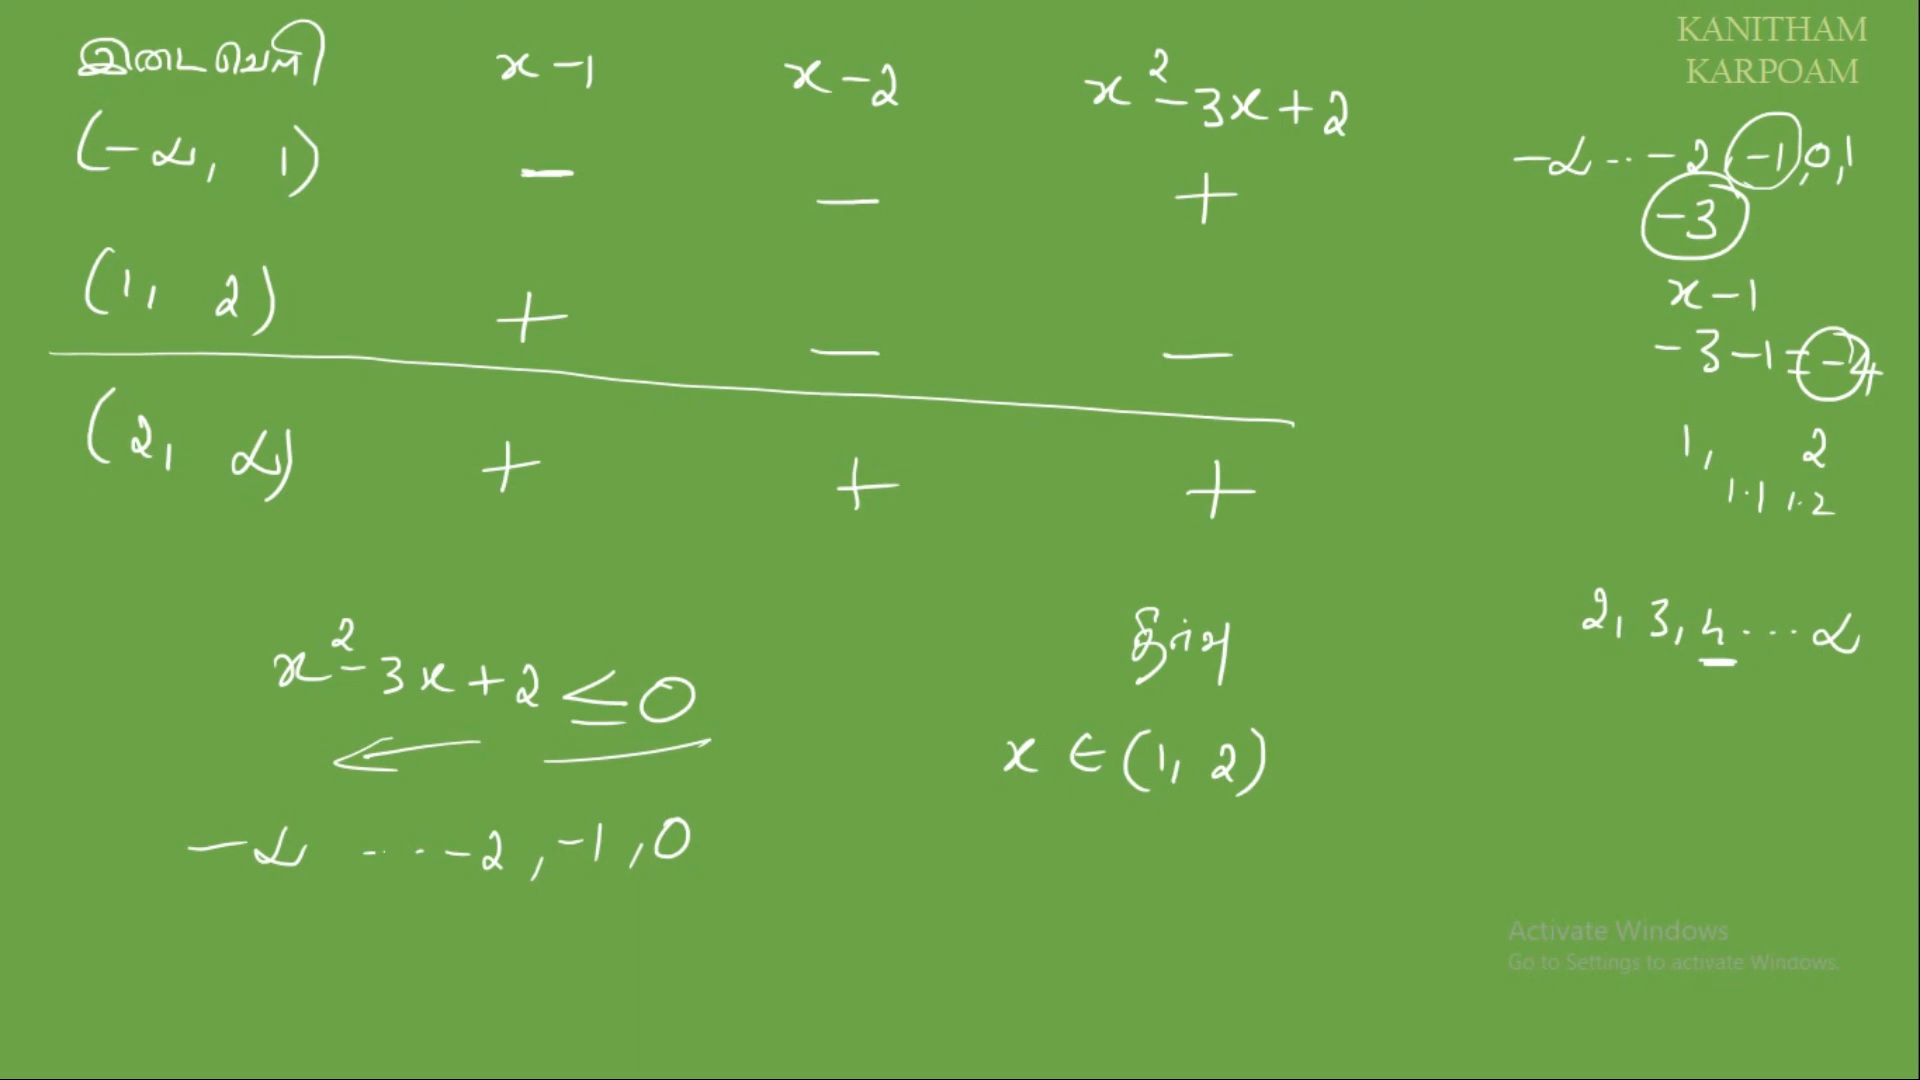 KANITHAM
KARPOAM
இடைவெளி x-1 x-2 x²-3x+2
(-∞, 1) - - +
(1, 2) + - -
(2, ∞) + + +
-∞ ... -2, -1, 0, 1
-3
x-1
-3-1=-4
1, 2
1.1 1.2
2, 3, 4 ... ∞
x²-3x+2 ≤ 0
-∞ ... -2, -1, 0
தீர்வு
x ∈ (1, 2)
Activate Windows
Go to Settings to activate Windows.